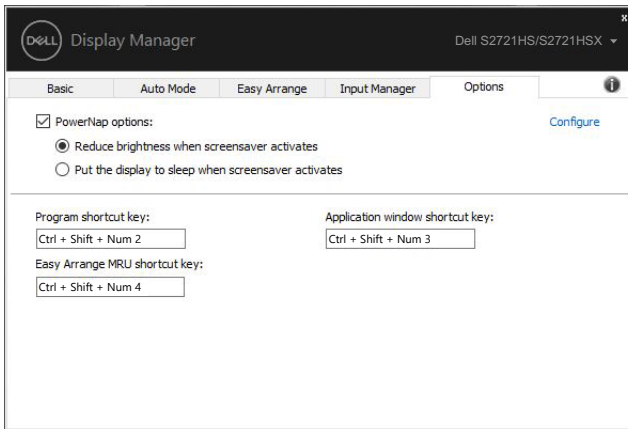 x
DELL Display Manager
Dell S2721HS/S2721HSX
Basic Auto Mode Easy Arrange Input Manager Options
PowerNap options: Configure
Reduce brightness when screensaver activates
Put the display to sleep when screensaver activates
Program shortcut key: Application window shortcut key:
Ctrl + Shift + Num 2 Ctrl + Shift + Num 3
Easy Arrange MRU shortcut key:
Ctrl + Shift + Num 4